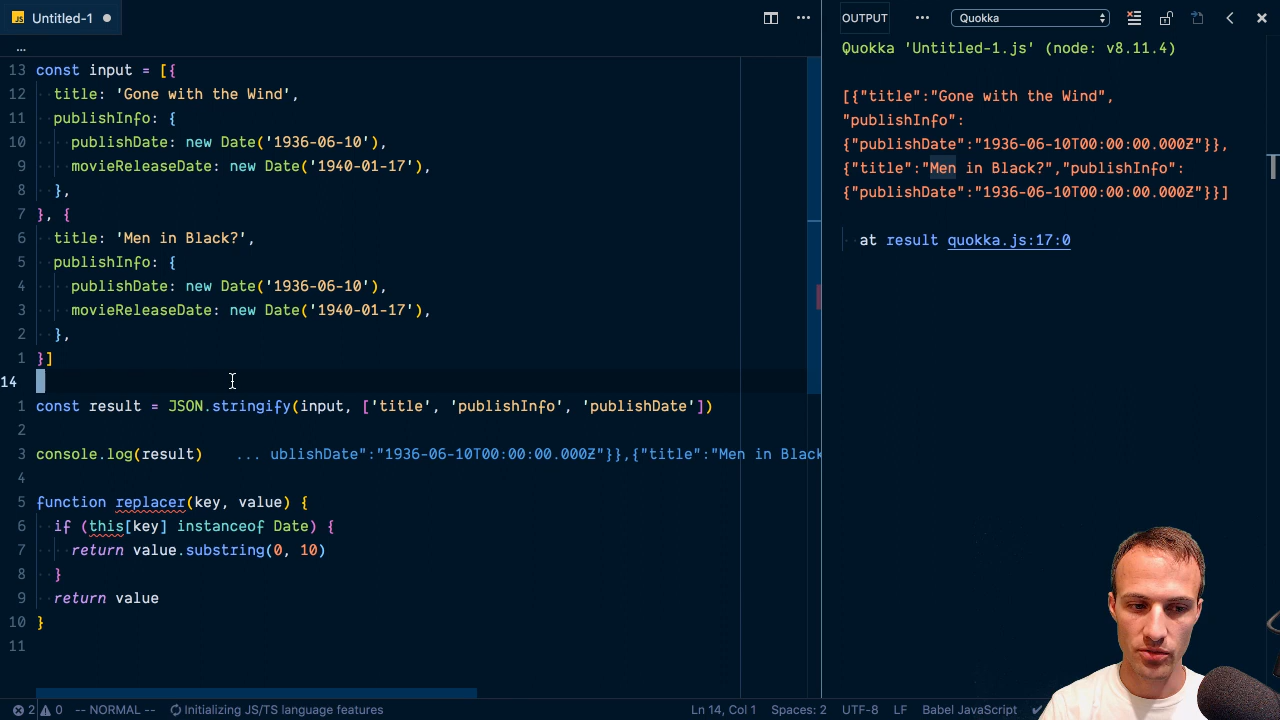 JS Untitled-1
...
13 const input = [{
12 title: 'Gone with the Wind',
11 publishInfo: {
10 publishDate: new Date('1936-06-10'),
9 movieReleaseDate: new Date('1940-01-17'),
8 },
7 }, {
6 title: 'Men in Black?',
5 publishInfo: {
4 publishDate: new Date('1936-06-10'),
3 movieReleaseDate: new Date('1940-01-17'),
2 },
1 }]
14
1 const result = JSON.stringify(input, ['title', 'publishInfo', 'publishDate'])
2
3 console.log(result) ... ublishDate":"1936-06-10T00:00:00.000Z"}},{"title":"Men in Black
4
5 function replacer(key, value) {
6 if (this[key] instanceof Date) {
7 return value.substring(0, 10)
8 }
9 return value
10 }
11
OUTPUT ... Quokka
Quokka 'Untitled-1.js' (node: v8.11.4)
[{"title":"Gone with the Wind",
"publishInfo":
{"publishDate":"1936-06-10T00:00:00.000Z"}},
{"title":"Men in Black?","publishInfo":
{"publishDate":"1936-06-10T00:00:00.000Z"}}]
at result quokka.js:17:0
2 0 -- NORMAL -- Initializing JS/TS language features Ln 14, Col 1 Spaces: 2 UTF-8 LF Babel JavaScript